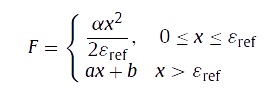 F = { αx²/2ε_ref, 0 ≤ x ≤ ε_ref
ax + b x > ε_ref